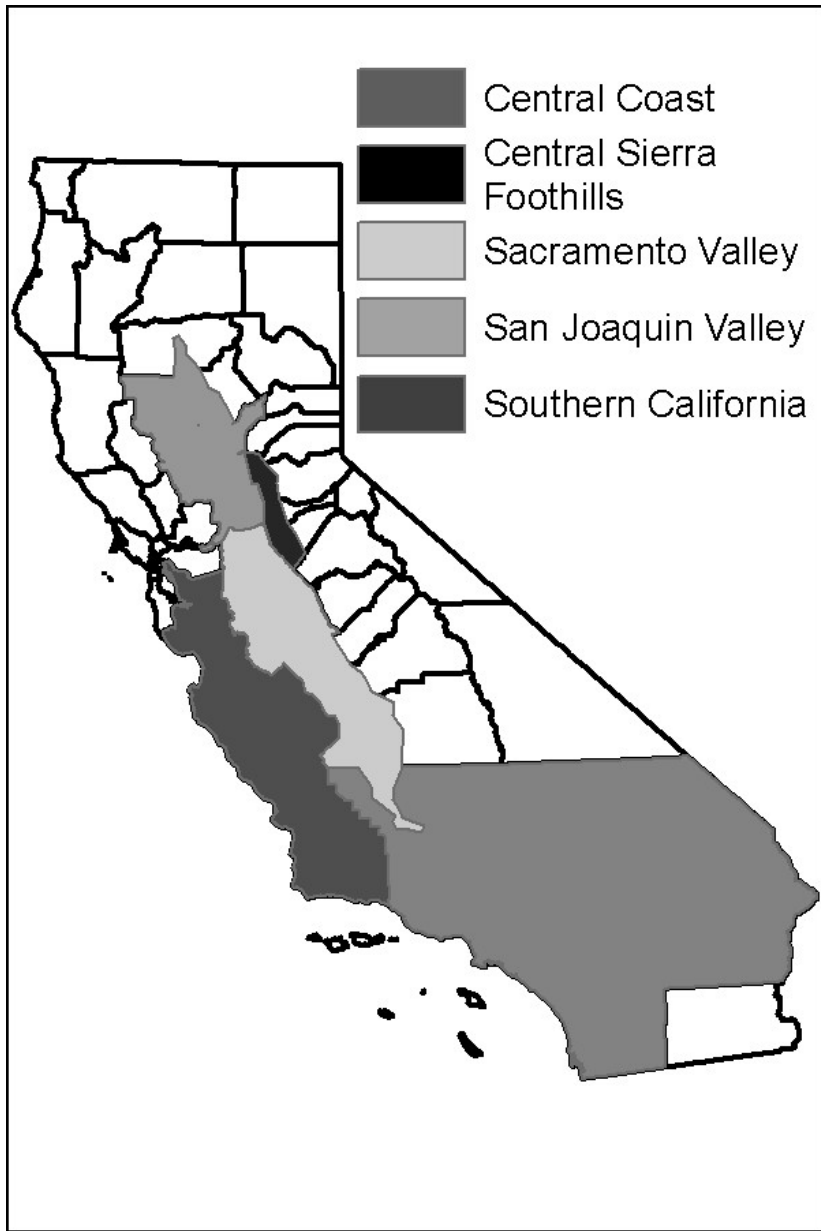 Central Coast
Central Sierra
Foothills
Sacramento Valley
San Joaquin Valley
Southern California